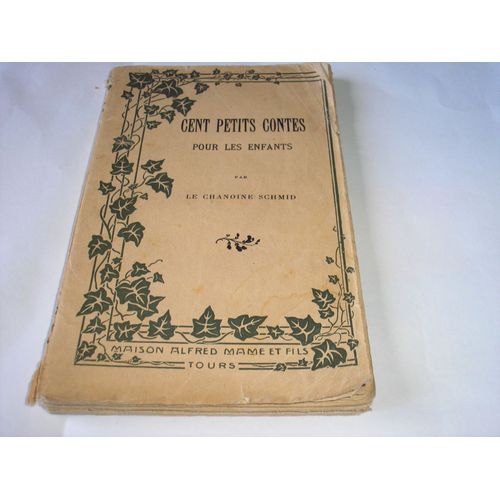 CENT PETITS CONTES
POUR LES ENFANTS
PAR
LE CHANOINE SCHMID
MAISON ALFRED MAME ET FILS
TOURS